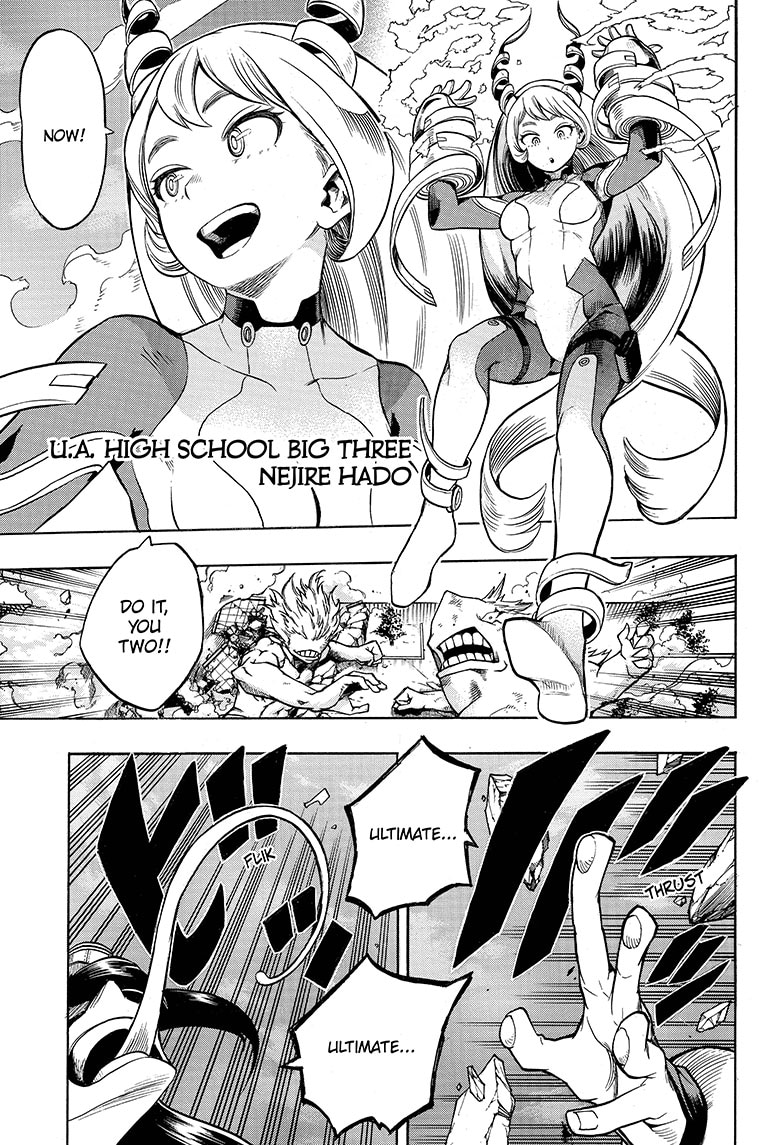 NOW!
U.A. HIGH SCHOOL BIG THREE
NEJIRE HADO
DO IT,
YOU
TWO!!
ULTIMATE...
THRUST
FLIK
ULTIMATE...